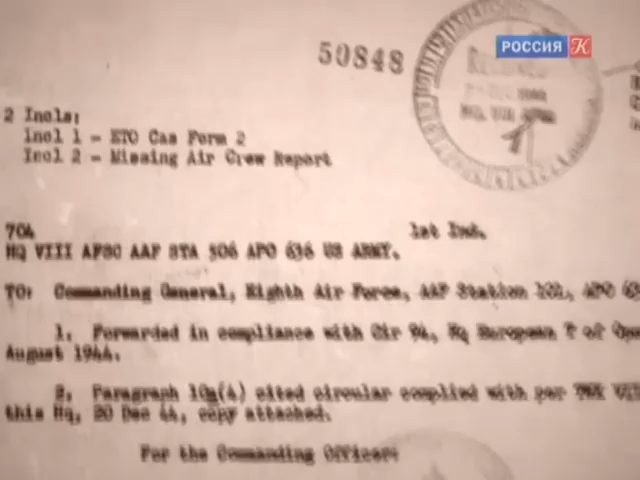 РОССИЯ К
50848
2 Incls:
Incl 1 - ETO Cas Form 2
Incl 2 - Missing Air Crew Report
704 1st Ind.
HQ VIII AFSC AAF STA 506 APO 636 US ARMY.
TO: Commanding General, Eighth Air Force, AAF Station 101, APO
1. Forwarded in compliance with Cir 94, Hq European T of
August 1944.
2. Paragraph 10a(4) cited circular complied with per
this Hq, 20 Dec 44, copy attached.
For the Commanding Officer: